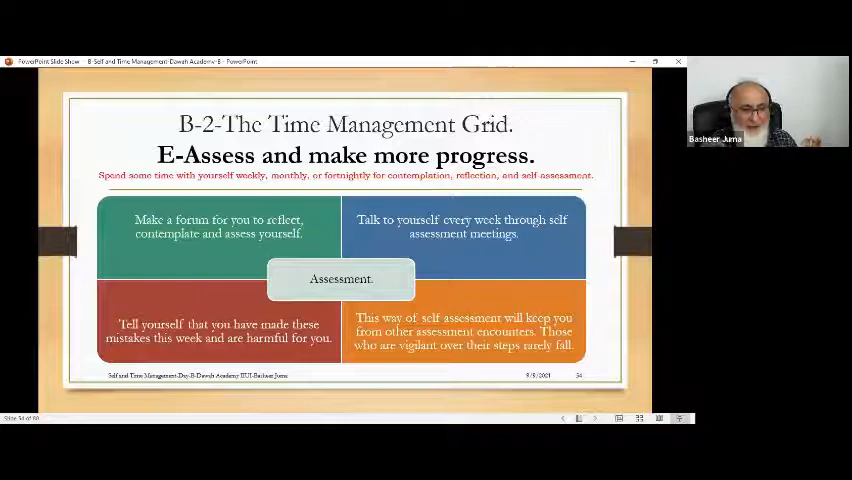 PowerPoint Slide Show - B-Self and Time Management-Dawah Academy-B - PowerPoint
B-2-The Time Management Grid.
E-Assess and make more progress.
Spend some time with yourself weekly, monthly, or fortnightly for contemplation, reflection, and self-assessment.
Make a forum for you to reflect,
contemplate and assess yourself.
Talk to yourself every week through self
assessment meetings.
Assessment.
Tell yourself that you have made these
mistakes this week and are harmful for you.
This way of self assessment will keep you
from other assessment encounters. Those
who are vigilant over their steps rarely fall.
Self and Time Management-Day-B-Dawah Academy IIUI-Basheer Juma
9/9/2021
54
Slide 54 of 88
Basheer Juma